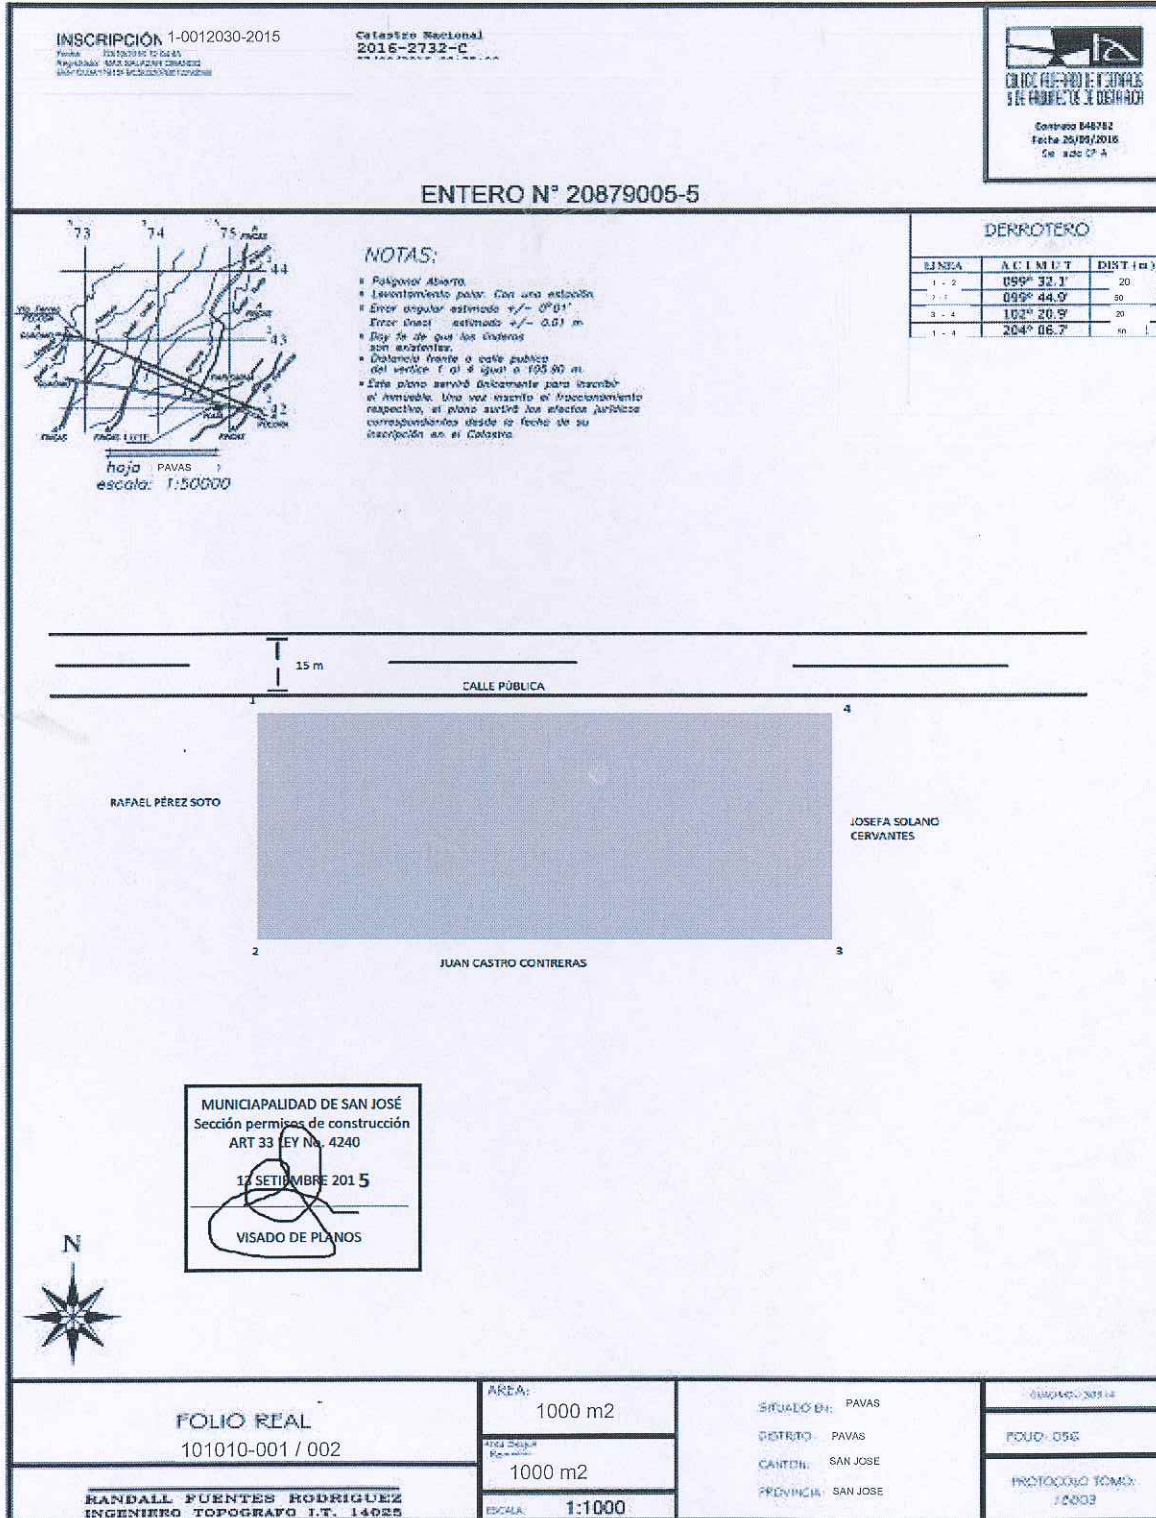 INSCRIPCIÓN 1-0012030-2015
Catastro Nacional
2016-2732-C
Contrato 648762
Fecha 26/09/2016
ENTERO N° 20879005-5
73 74 75
44
43
42
FINCAS FINCAS LOTE FINCAS
hoja PAVAS
escala: 1:50000
NOTAS:
Poligonal Abierta.
Levantamiento polar. Con una estación.
Error angular estimado +/- 0°01'
Error lineal estimado +/- 0.01 m
Doy fe de que los linderos
son existentes.
Distancia frente a calle publica
del vertice 1 al 4 igual a 105.90 m.
Este plano servirá únicamente para inscribir
el inmueble. Una vez inscrito el fraccionamiento
respectivo, el plano surtirá los efectos jurídicos
correspondientes desde la fecha de su
inscripción en el Catastro.
DERROTERO
LINEA ACIMUT DIST.(m)
1 - 2 099° 32.1' 20
099° 44.9' 50
3 - 4 102° 20.9' 20
1 - 4 204° 06.7' 50
15 m
CALLE PÚBLICA
1
4
RAFAEL PÉREZ SOTO
JOSEFA SOLANO
CERVANTES
2
3
JUAN CASTRO CONTRERAS
MUNICIAPALIDAD DE SAN JOSÉ
Sección permisos de construcción
ART 33 LEY No. 4240
13 SETIEMBRE 2015
VISADO DE PLANOS
N
FOLIO REAL
101010-001 / 002
RANDALL FUENTES RODRIGUEZ
INGENIERO TOPOGRAFO I.T. 14025
AREA:
1000 m2
1000 m2
ESCALA: 1:1000
SITUADO EN: PAVAS
DISTRITO: PAVAS
CANTON: SAN JOSE
PROVINCIA: SAN JOSE
FOLIO: 056
PROTOCOLO TOMO: